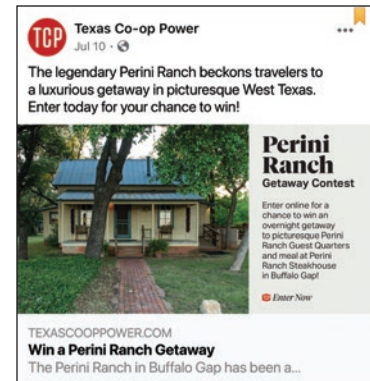 TCP
Texas Co-op Power
Jul 10 ·
The legendary Perini Ranch beckons travelers to
a luxurious getaway in picturesque West Texas.
Enter today for your chance to win!
Perini
Ranch
Getaway Contest
Enter online for a
chance to win an
overnight getaway
to picturesque Perini
Ranch Guest Quarters
and meal at Perini
Ranch Steakhouse
in Buffalo Gap!
Enter Now
TEXASCOOPPOWER.COM
Win a Perini Ranch Getaway
The Perini Ranch in Buffalo Gap has been a...